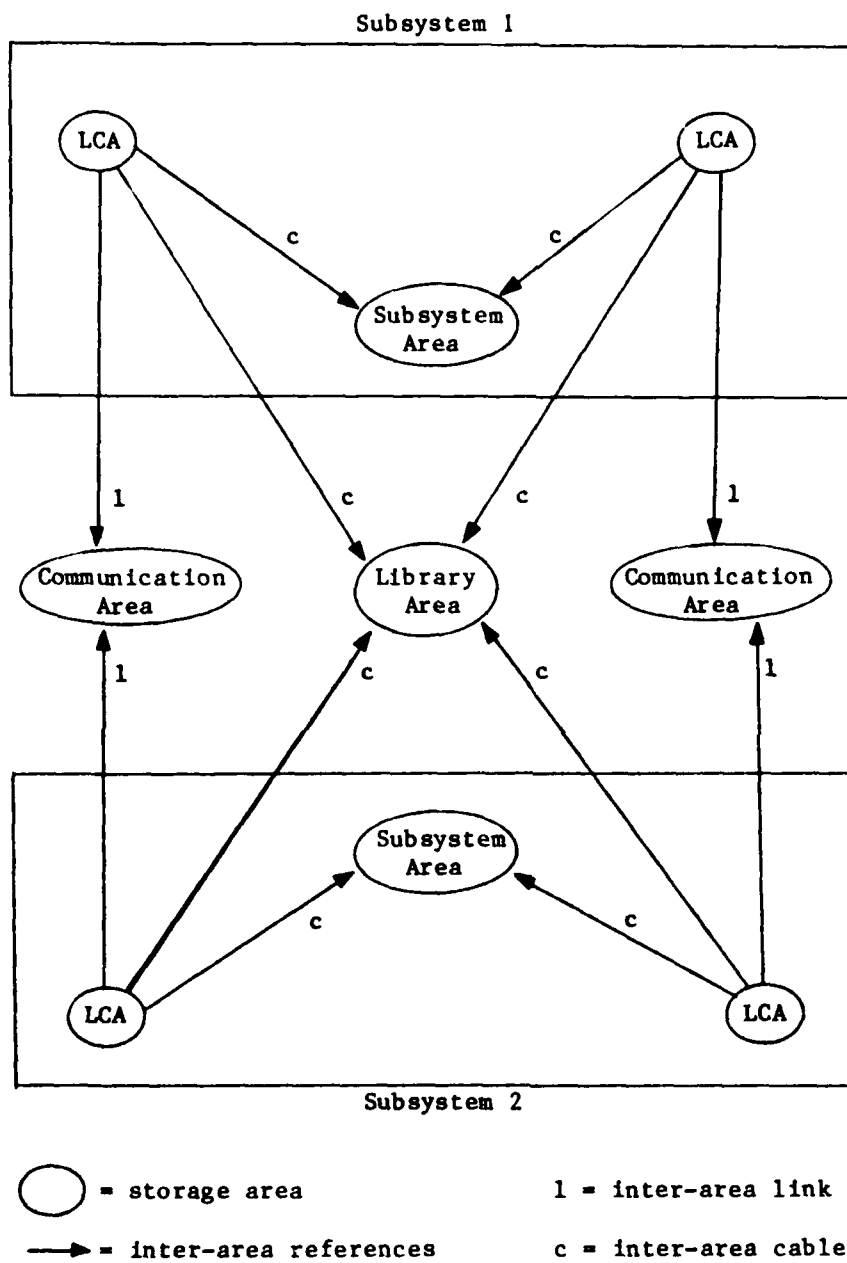 Subsystem 1
LCA
LCA
c
c
Subsystem
Area
l
c
c
l
Communication
Area
Library
Area
Communication
Area
l
c
c
l
Subsystem
Area
c
c
LCA
LCA
Subsystem 2
= storage area
l = inter-area link
= inter-area references
c = inter-area cable